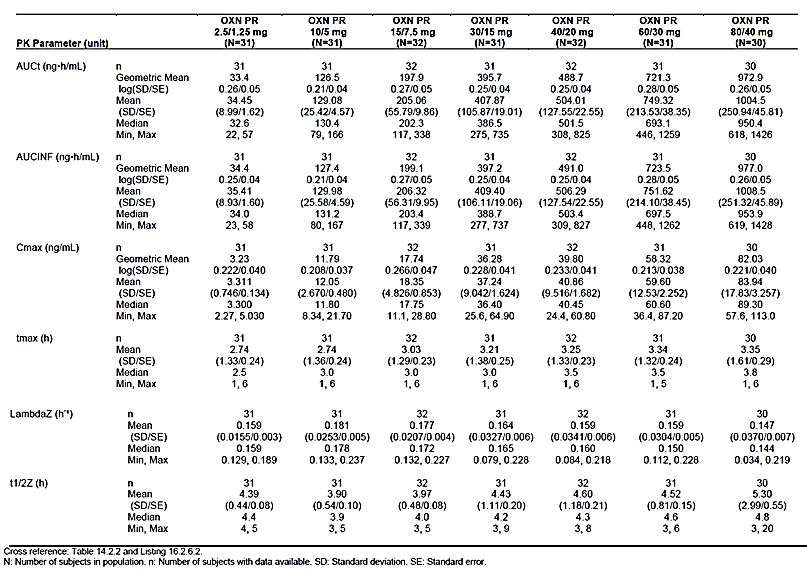 OXN PR OXN PR OXN PR OXN PR OXN PR OXN PR OXN PR
2.5/1.25 mg 10/5 mg 15/7.5 mg 30/15 mg 40/20 mg 60/30 mg 80/40 mg
PK Parameter (unit) (N=31) (N=31) (N=32) (N=31) (N=32) (N=31) (N=30)
AUCt (ng·h/mL) n 31 31 32 31 32 31 30
Geometric Mean 33.4 126.5 197.9 395.7 488.7 721.3 972.9
log(SD/SE) 0.26/0.05 0.21/0.04 0.27/0.05 0.25/0.04 0.25/0.04 0.28/0.05 0.26/0.05
Mean 34.45 129.08 205.06 407.87 504.01 749.32 1004.5
(SD/SE) (8.99/1.62) (25.42/4.57) (55.79/9.86) (105.87/19.01) (127.55/22.55) (213.53/38.35) (250.94/45.81)
Median 32.6 130.4 202.3 386.5 501.5 693.1 950.4
Min, Max 22, 57 79, 166 117, 338 275, 735 308, 825 446, 1259 618, 1426
AUCINF (ng·h/mL) n 31 31 32 31 32 31 30
Geometric Mean 34.4 127.4 199.1 397.2 491.0 723.5 977.0
log(SD/SE) 0.25/0.04 0.21/0.04 0.27/0.05 0.25/0.04 0.25/0.04 0.28/0.05 0.26/0.05
Mean 35.41 129.98 206.32 409.40 506.29 751.62 1008.5
(SD/SE) (8.93/1.60) (25.58/4.59) (56.31/9.95) (106.11/19.06) (127.54/22.55) (214.10/38.45) (251.32/45.89)
Median 34.0 131.2 203.4 388.7 503.4 697.5 953.9
Min, Max 23, 58 80, 167 117, 339 277, 737 309, 827 448, 1262 619, 1428
Cmax (ng/mL) n 31 31 32 31 32 31 30
Geometric Mean 3.23 11.79 17.74 36.28 39.80 58.32 82.03
log(SD/SE) 0.222/0.040 0.208/0.037 0.266/0.047 0.228/0.041 0.233/0.041 0.213/0.038 0.221/0.040
Mean 3.311 12.05 18.35 37.24 40.86 59.60 83.94
(SD/SE) (0.746/0.134) (2.670/0.480) (4.826/0.853) (9.042/1.624) (9.516/1.682) (12.53/2.252) (17.83/3.257)
Median 3.300 11.80 17.75 36.40 40.45 60.60 89.30
Min, Max 2.27, 5.030 8.34, 21.70 11.1, 28.80 25.6, 64.90 24.4, 60.80 36.4, 87.20 57.6, 113.0
tmax (h) n 31 31 32 31 32 31 30
Mean 2.74 2.74 3.03 3.21 3.25 3.34 3.35
(SD/SE) (1.33/0.24) (1.36/0.24) (1.29/0.23) (1.38/0.25) (1.33/0.23) (1.32/0.24) (1.61/0.29)
Median 2.5 3.0 3.0 3.0 3.5 3.5 3.8
Min, Max 1, 6 1, 6 1, 6 1, 6 1, 6 1, 5 1, 6
LambdaZ (h⁻¹) n 31 31 32 31 32 31 30
Mean 0.159 0.181 0.177 0.164 0.159 0.159 0.147
(SD/SE) (0.0155/0.003) (0.0253/0.005) (0.0207/0.004) (0.0327/0.006) (0.0341/0.006) (0.0304/0.005) (0.0370/0.007)
Median 0.159 0.178 0.172 0.165 0.160 0.150 0.144
Min, Max 0.129, 0.189 0.133, 0.237 0.132, 0.227 0.079, 0.228 0.084, 0.218 0.112, 0.228 0.034, 0.219
t1/2Z (h) n 31 31 32 31 32 31 30
Mean 4.39 3.90 3.97 4.43 4.60 4.52 5.30
(SD/SE) (0.44/0.08) (0.54/0.10) (0.48/0.08) (1.11/0.20) (1.18/0.21) (0.81/0.15) (2.99/0.55)
Median 4.4 3.9 4.0 4.2 4.3 4.6 4.8
Min, Max 4, 5 3, 5 3, 5 3, 9 3, 8 3, 6 3, 20
Cross reference: Table 14.2.2 and Listing 16.2.6.2.
N: Number of subjects in population. n: Number of subjects with data available. SD: Standard deviation. SE: Standard error.